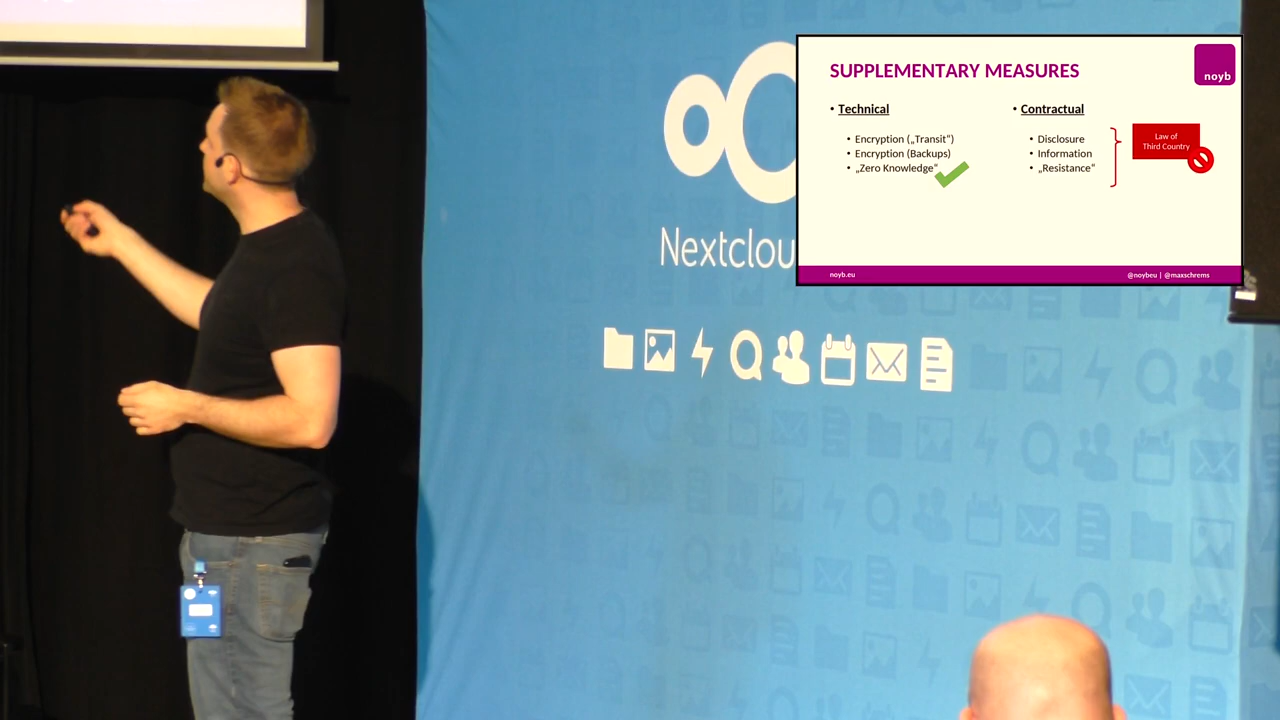 SUPPLEMENTARY MEASURES
noyb
• Technical
• Encryption („Transit“)
• Encryption (Backups)
• „Zero Knowledge“
• Contractual
• Disclosure
• Information
• „Resistance“
Law of
Third Country
noyb.eu
@noybeu | @maxschrems
Nextclou